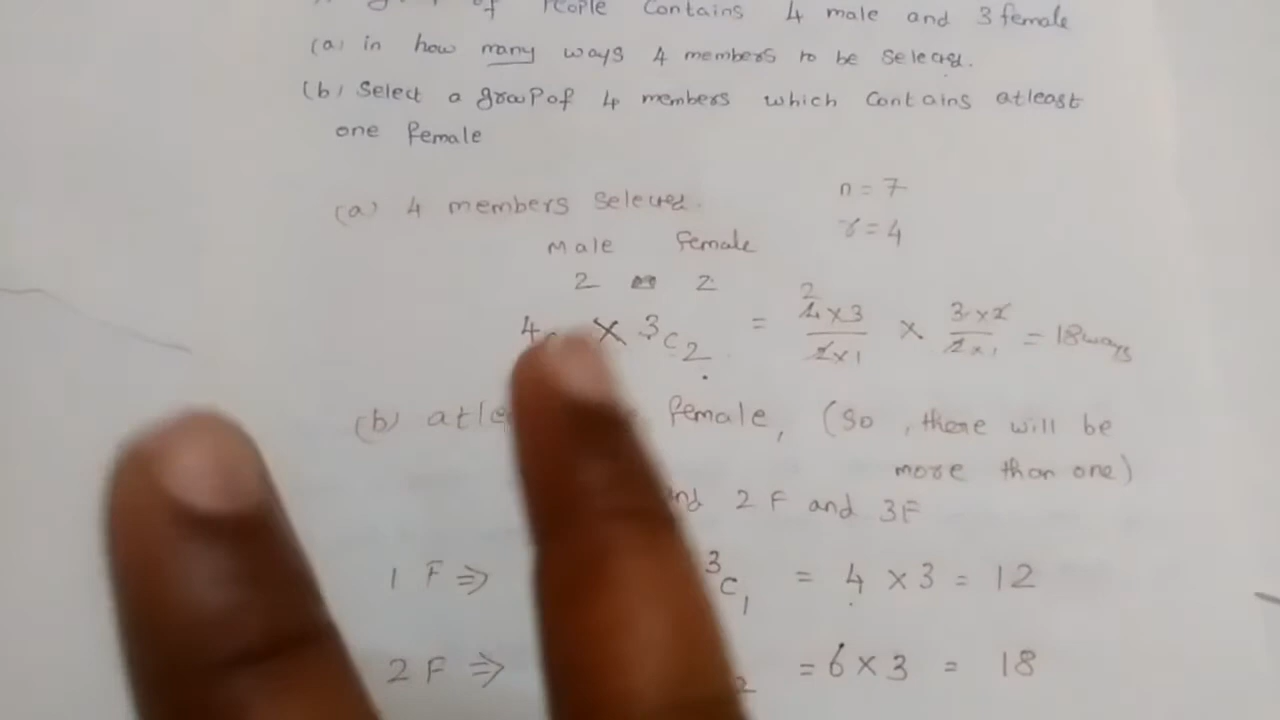 of People contains 4 male and 3 female
(a) in how many ways 4 members to be selected.
(b) Select a group of 4 members which contains atleast
one female
(a) 4 members selected.
n = 7
r = 4
Male female
2 2
4 × 3C2 = 4×3/2×1 × 3×2/2×1 = 18 ways
(b) female, (so, there will be
more than one)
2F and 3F
1 F ⇒ 3C1 = 4 × 3 = 12
2 F ⇒ 2 = 6 × 3 = 18